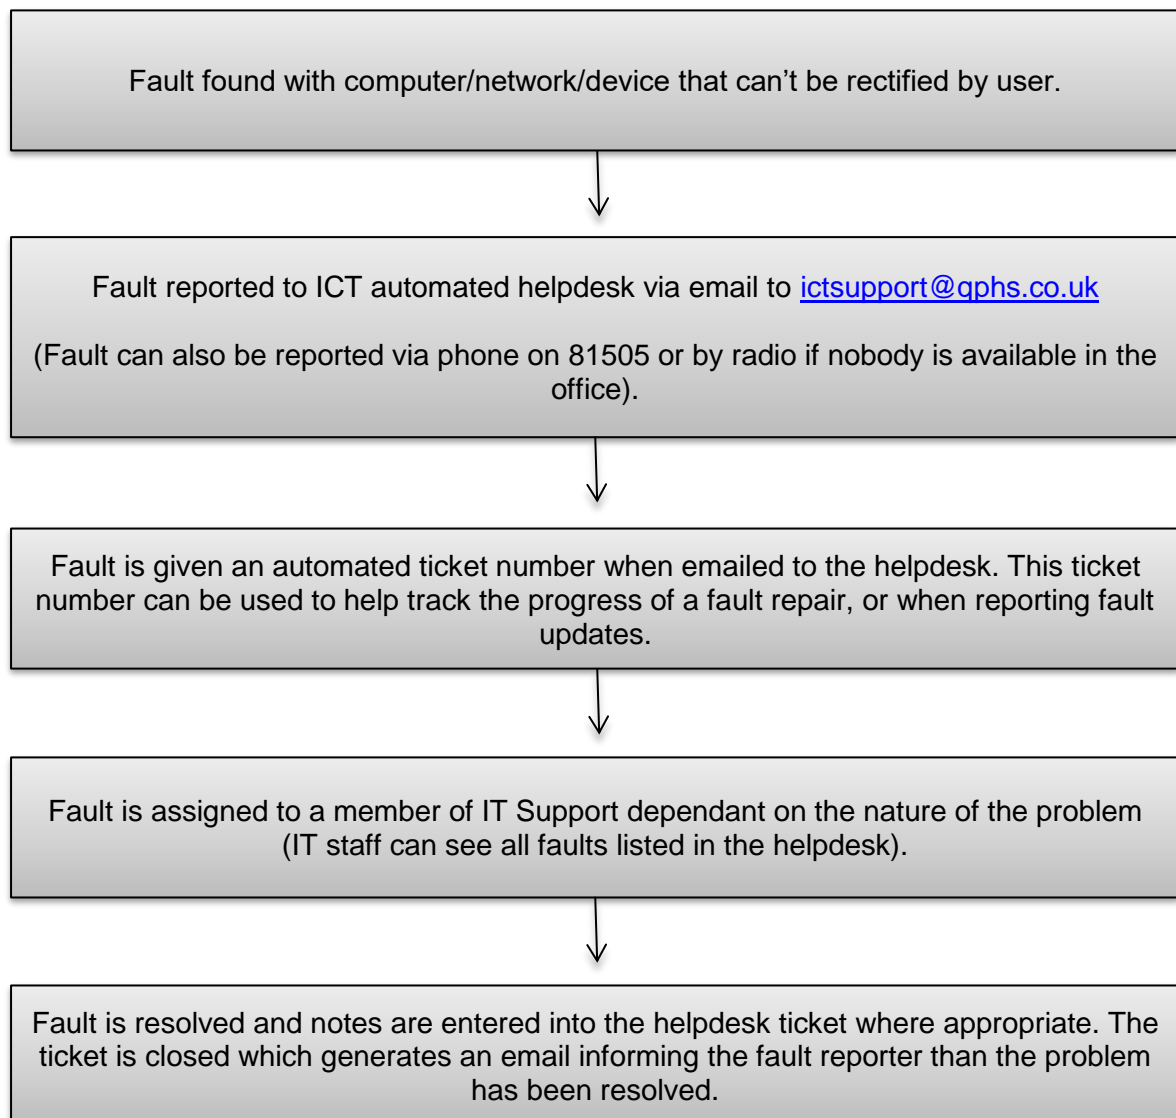 Fault found with computer/network/device that can’t be rectified by user.
Fault reported to ICT automated helpdesk via email to ictsupport@qphs.co.uk
(Fault can also be reported via phone on 81505 or by radio if nobody is available in the
office).
Fault is given an automated ticket number when emailed to the helpdesk. This ticket
number can be used to help track the progress of a fault repair, or when reporting fault
updates.
Fault is assigned to a member of IT Support dependant on the nature of the problem
(IT staff can see all faults listed in the helpdesk).
Fault is resolved and notes are entered into the helpdesk ticket where appropriate. The
ticket is closed which generates an email informing the fault reporter than the problem
has been resolved.